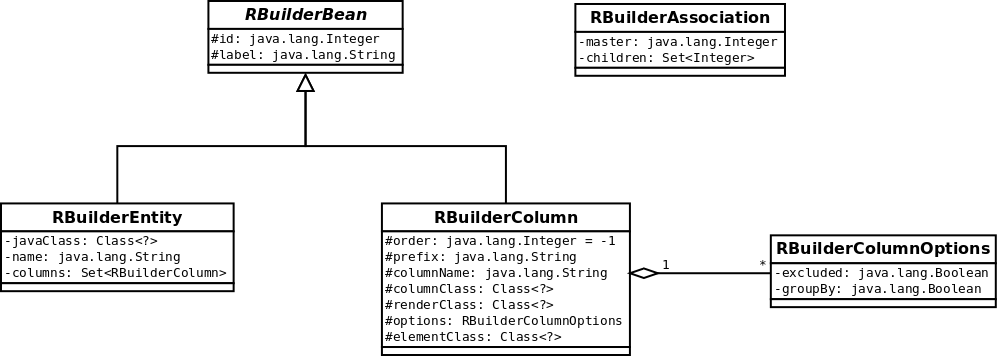 RBuilderBean
#id: java.lang.Integer
#label: java.lang.String
RBuilderAssociation
-master: java.lang.Integer
-children: Set<Integer>
RBuilderEntity
-javaClass: Class<?>
-name: java.lang.String
-columns: Set<RBuilderColumn>
RBuilderColumn
#order: java.lang.Integer = -1
#prefix: java.lang.String
#columnName: java.lang.String
#columnClass: Class<?>
#renderClass: Class<?>
#options: RBuilderColumnOptions
#elementClass: Class<?>
1
*
RBuilderColumnOptions
-excluded: java.lang.Boolean
-groupBy: java.lang.Boolean